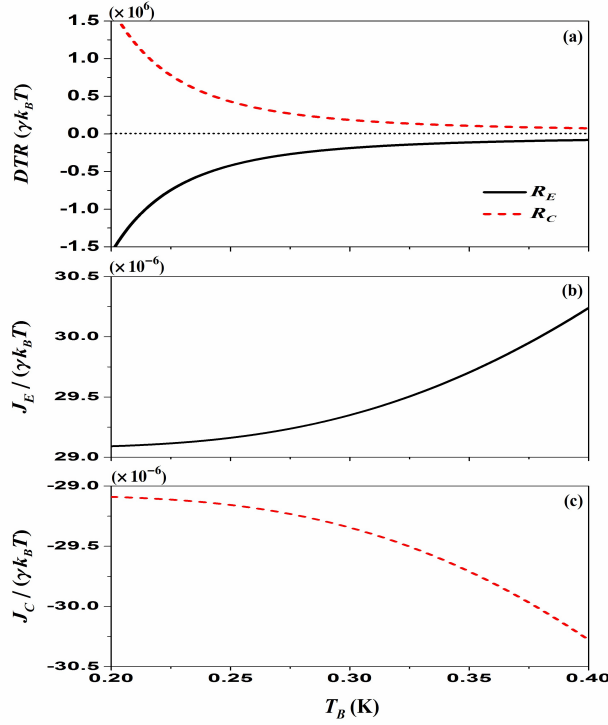 (× 10⁶)
1.5
(a)
1.0
0.5
0.0
-0.5
-1.0
-1.5
DTR (γk_BT)
R_E
R_C
(× 10⁻⁶)
30.5
(b)
30.0
29.5
29.0
J_E / (γk_BT)
(× 10⁻⁶)
-29.0
(c)
-29.5
-30.0
-30.5
J_C / (γk_BT)
0.20 0.25 0.30 0.35 0.40
T_B (K)